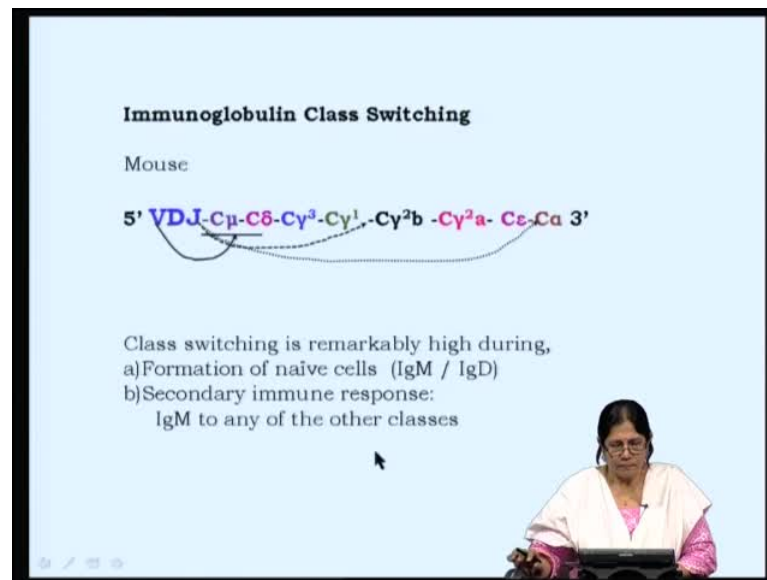 Immunoglobulin Class Switching
Mouse
5' VDJ-Cμ-Cδ-Cγ³-Cγ¹,-Cγ²b -Cγ²a- Cε-Cα 3'
Class switching is remarkably high during,
a)Formation of naïve cells (IgM / IgD)
b)Secondary immune response:
IgM to any of the other classes